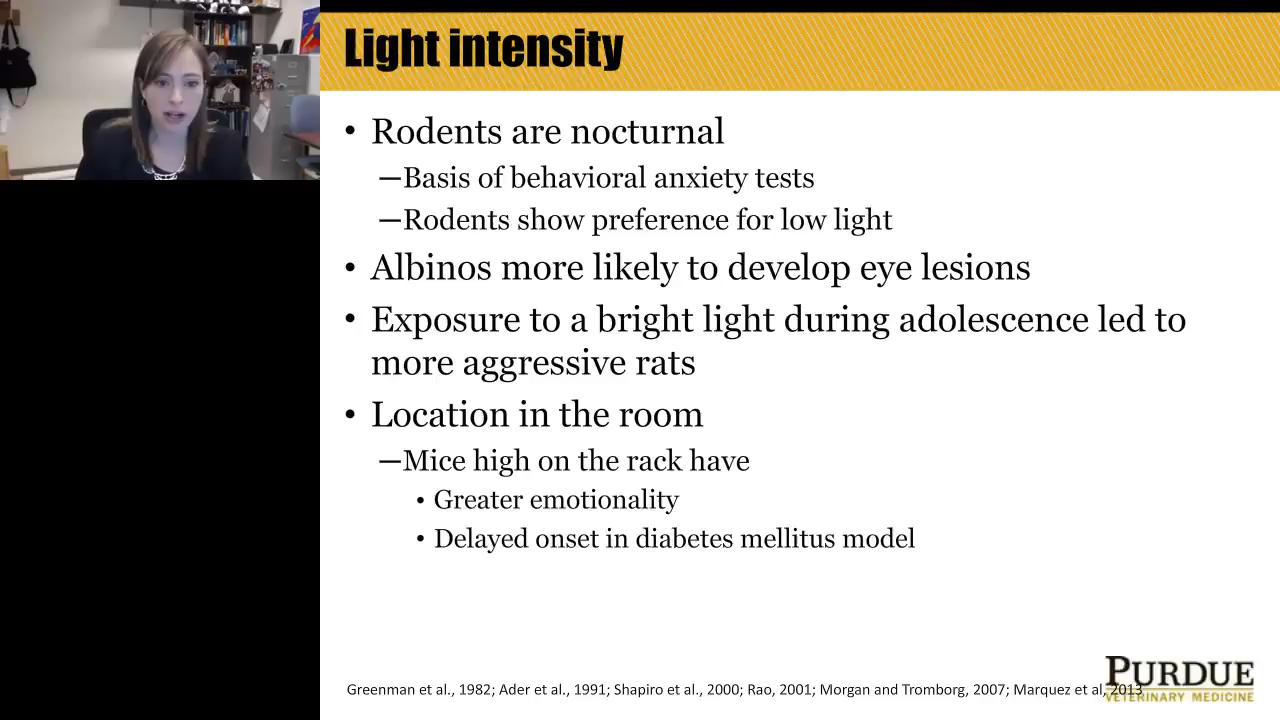 Light intensity
• Rodents are nocturnal
—Basis of behavioral anxiety tests
—Rodents show preference for low light
• Albinos more likely to develop eye lesions
• Exposure to a bright light during adolescence led to
more aggressive rats
• Location in the room
—Mice high on the rack have
• Greater emotionality
• Delayed onset in diabetes mellitus model
Greenman et al., 1982; Ader et al., 1991; Shapiro et al., 2000; Rao, 2001; Morgan and Tromborg, 2007; Marquez et al, 2013
PURDUE
VETERINARY MEDICINE